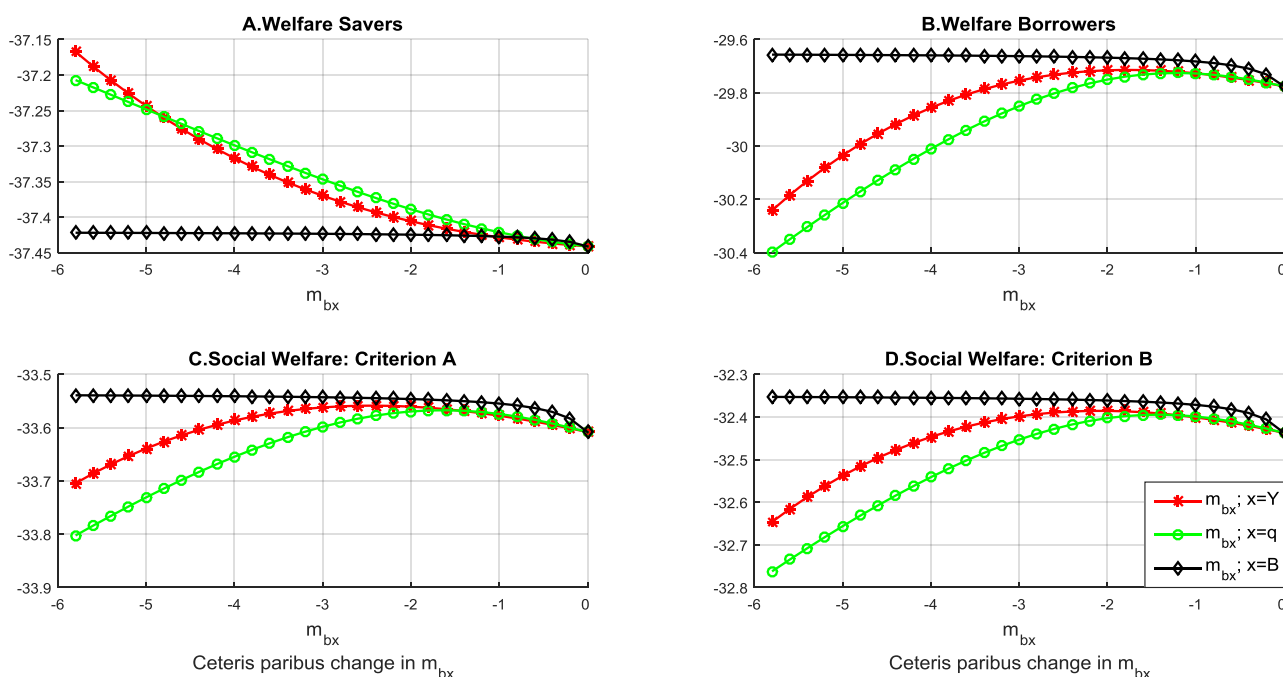 A.Welfare Savers
-37.15
-37.2
-37.25
-37.3
-37.35
-37.4
-37.45
-6 -5 -4 -3 -2 -1 0
m_bx
B.Welfare Borrowers
-29.6
-29.8
-30
-30.2
-30.4
-6 -5 -4 -3 -2 -1 0
m_bx
C.Social Welfare: Criterion A
-33.5
-33.6
-33.7
-33.8
-33.9
-6 -5 -4 -3 -2 -1 0
m_bx
Ceteris paribus change in m_bx
D.Social Welfare: Criterion B
-32.3
-32.4
-32.5
-32.6
-32.7
-32.8
-6 -5 -4 -3 -2 -1 0
m_bx; x=Y
m_bx; x=q
m_bx; x=B
m_bx
Ceteris paribus change in m_bx